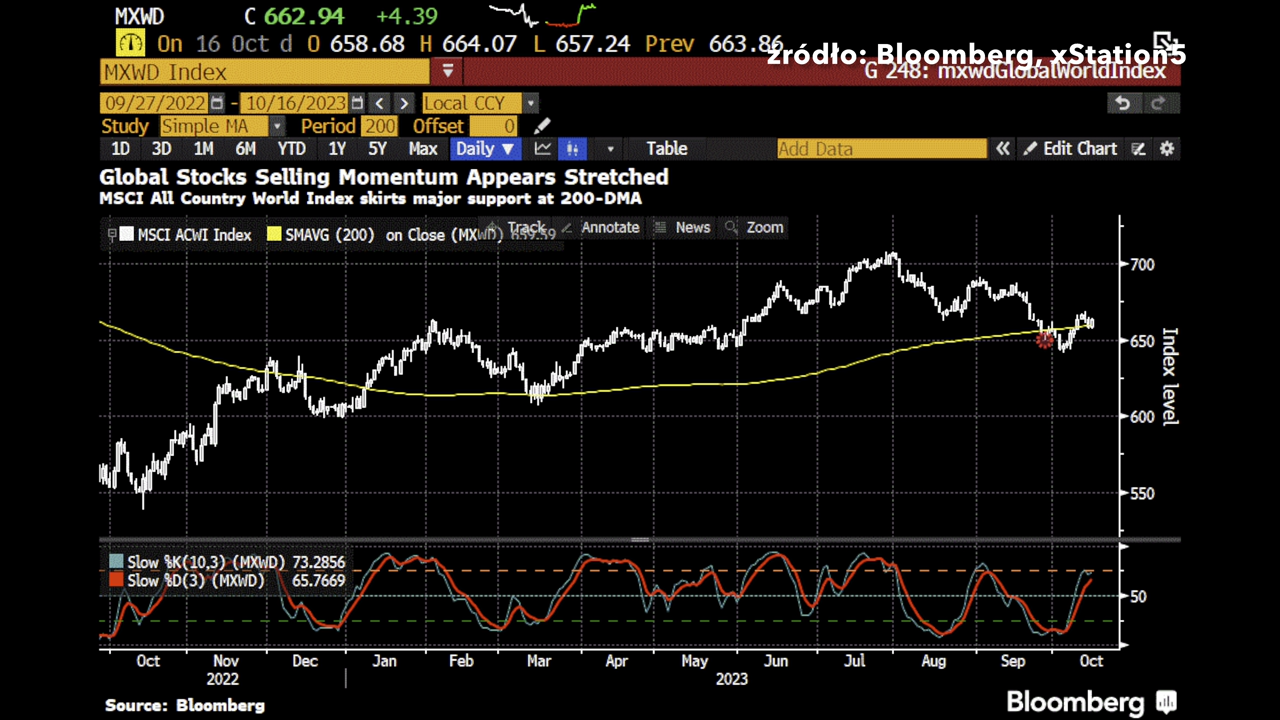 MXWD C 662.94 +4.39
On 16 Oct d O 658.68 H 664.07 L 657.24 Prev 663.86
źródło: Bloomberg, xStation5
MXWD Index G 248: mxwdGlobalWorldIndex
09/27/2022 - 10/16/2023 < > Local CCY
Study Simple MA Period 200 Offset 0
1D 3D 1M 6M YTD 1Y 5Y Max Daily ▼ Table Add Data « Edit Chart
Global Stocks Selling Momentum Appears Stretched
MSCI All Country World Index skirts major support at 200-DMA
Track Annotate News Zoom
MSCI ACWI Index SMAVG (200) on Close (MXWD) 659.59
700
650
600
550
Index level
Slow %K(10,3) (MXWD) 73.2856
Slow %D(3) (MXWD) 65.7669
50
Oct Nov Dec Jan Feb Mar Apr May Jun Jul Aug Sep Oct
2022 2023
Source: Bloomberg
Bloomberg